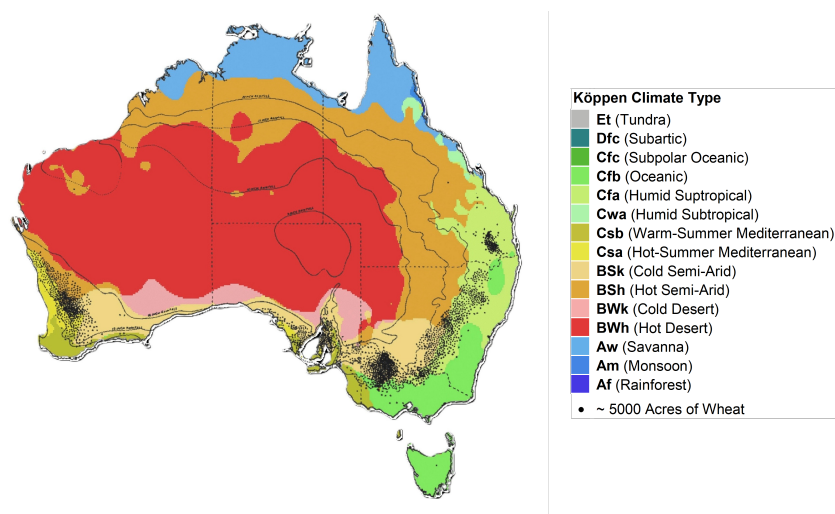 Köppen Climate Type
Et (Tundra)
Dfc (Subartic)
Cfc (Subpolar Oceanic)
Cfb (Oceanic)
Cfa (Humid Suptropical)
Cwa (Humid Subtropical)
Csb (Warm-Summer Mediterranean)
Csa (Hot-Summer Mediterranean)
BSk (Cold Semi-Arid)
BSh (Hot Semi-Arid)
BWk (Cold Desert)
BWh (Hot Desert)
Aw (Savanna)
Am (Monsoon)
Af (Rainforest)
• ~ 5000 Acres of Wheat